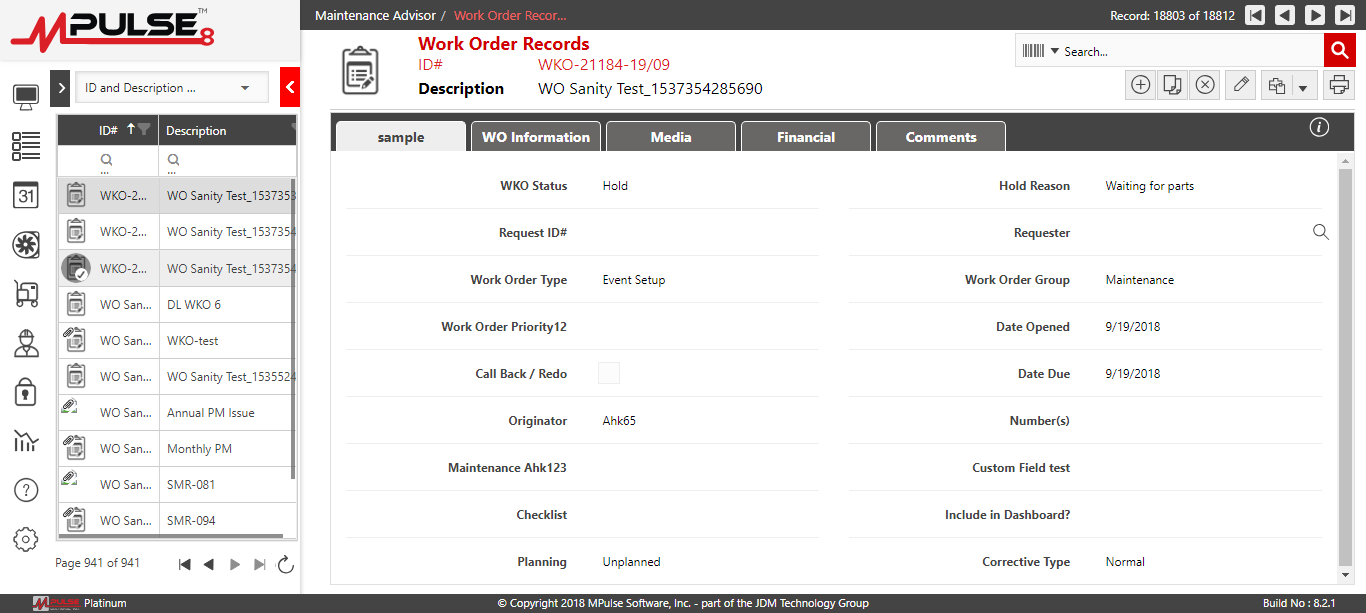 MPULSE 8 ™
Maintenance Advisor / Work Order Recor...
Record: 18803 of 18812
Work Order Records
ID# WKO-21184-19/09
Description WO Sanity Test_1537354285690
Search...
ID and Description ...
ID# Description
... ...
WKO-2... WO Sanity Test_153735
WKO-2... WO Sanity Test_1537354
WKO-2... WO Sanity Test_1537354
WO San... DL WKO 6
WO San... WKO-test
WO San... WO Sanity Test_1535524
WO San... Annual PM Issue
WO San... Monthly PM
WO San... SMR-081
WO San... SMR-094
Page 941 of 941
31
?
sample WO Information Media Financial Comments
i
WKO Status Hold Hold Reason Waiting for parts
Request ID# Requester
Work Order Type Event Setup Work Order Group Maintenance
Work Order Priority12 Date Opened 9/19/2018
Call Back / Redo Date Due 9/19/2018
Originator Ahk65 Number(s)
Maintenance Ahk123 Custom Field test
Checklist Include in Dashboard?
Planning Unplanned Corrective Type Normal
MPULSE Platinum
© Copyright 2018 MPulse Software, Inc. - part of the JDM Technology Group
Build No : 8.2.1